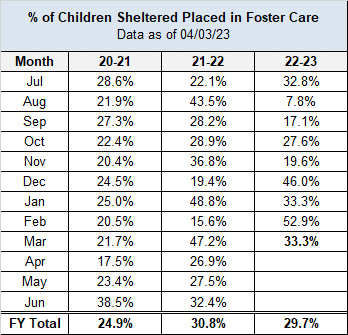 % of Children Sheltered Placed in Foster Care
Data as of 04/03/23
Month 20-21 21-22 22-23
Jul 28.6% 22.1% 32.8%
Aug 21.9% 43.5% 7.8%
Sep 27.3% 28.2% 17.1%
Oct 22.4% 28.9% 27.6%
Nov 20.4% 36.8% 19.6%
Dec 24.5% 19.4% 46.0%
Jan 25.0% 48.8% 33.3%
Feb 20.5% 15.6% 52.9%
Mar 21.7% 47.2% 33.3%
Apr 17.5% 26.9%
May 23.4% 27.5%
Jun 38.5% 32.4%
FY Total 24.9% 30.8% 29.7%